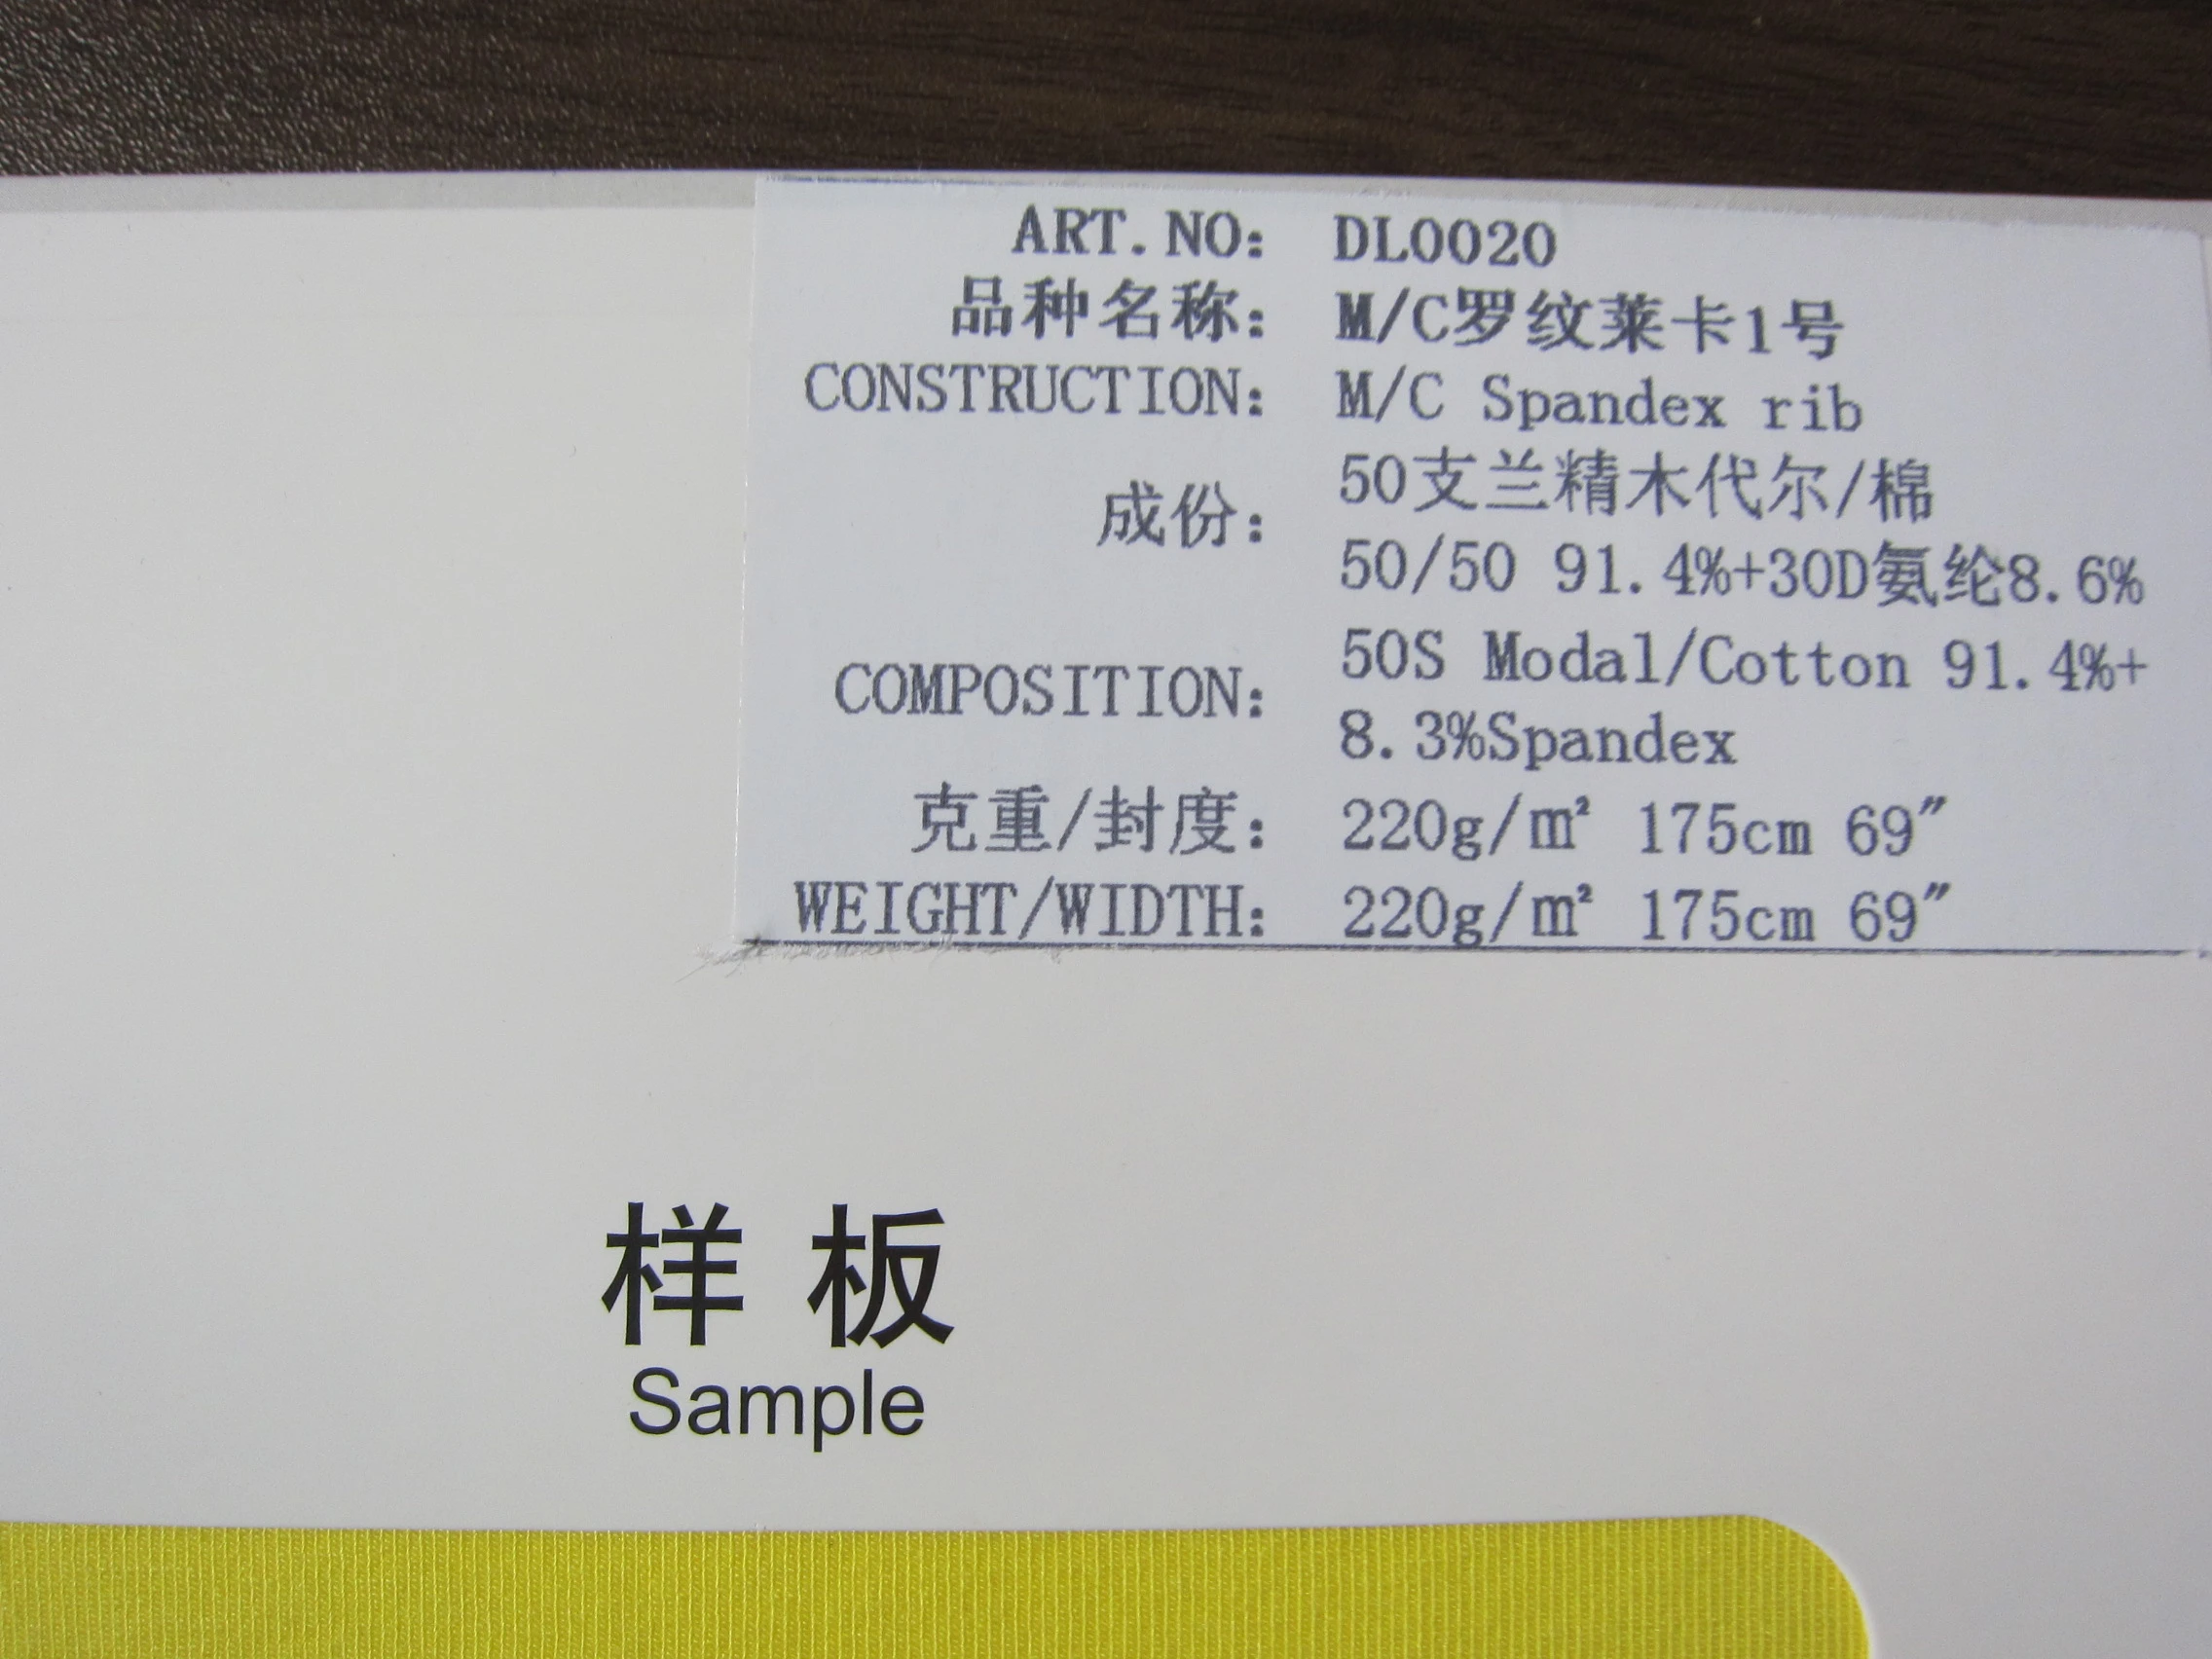 ART.NO: DL0020
品种名称: M/C罗纹莱卡1号
CONSTRUCTION: M/C Spandex rib
成份: 50支兰精木代尔/棉
50/50 91.4%+30D氨纶8.6%
COMPOSITION: 50S Modal/Cotton 91.4%+
8.3%Spandex
克重/封度: 220g/m² 175cm 69″
WEIGHT/WIDTH: 220g/m² 175cm 69″
样板
Sample